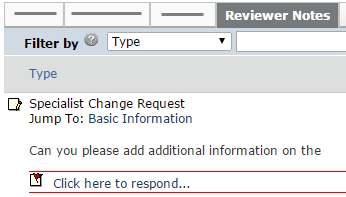 Reviewer Notes
Filter by ? Type
Type
Specialist Change Request
Jump To: Basic Information
Can you please add additional information on the
Click here to respond...